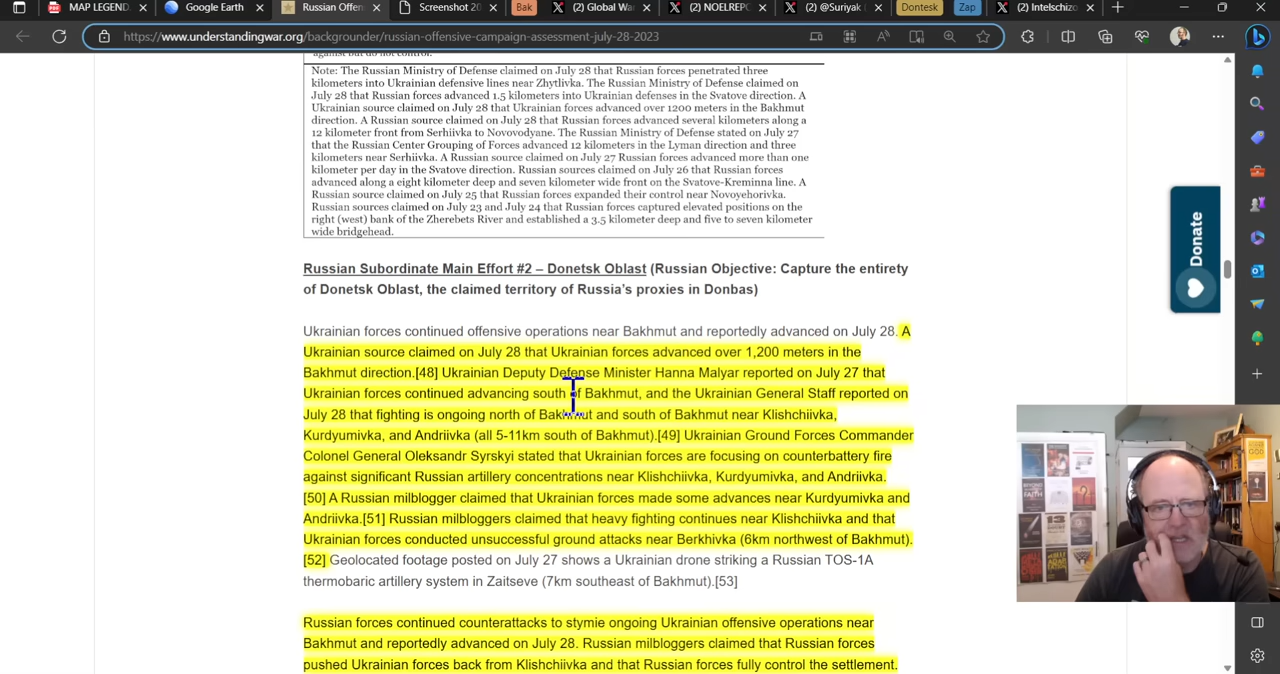 MAP LEGEND.
Google Earth
Russian Offen
Screenshot 20
Bak
(2) Global Wa
(2) NOELREP
(2) @Suriyak
Dontesk
Zap
(2) Intelschizo
https://www.understandingwar.org/backgrounder/russian-offensive-campaign-assessment-july-28-2023
against but do not control.
Note: The Russian Ministry of Defense claimed on July 28 that Russian forces penetrated three
kilometers into Ukrainian defensive lines near Zhytlivka. The Russian Ministry of Defense claimed on
July 28 that Russian forces advanced 1.5 kilometers into Ukrainian defenses in the Svatove direction. A
Ukrainian source claimed on July 28 that Ukrainian forces advanced over 1200 meters in the Bakhmut
direction. A Russian source claimed on July 28 that Russian forces advanced several kilometers along a
12 kilometer front from Serhiivka to Novovodyane. The Russian Ministry of Defense stated on July 27
that the Russian Center Grouping of Forces advanced 12 kilometers in the Lyman direction and three
kilometers near Serhiivka. A Russian source claimed on July 27 Russian forces advanced more than one
kilometer per day in the Svatove direction. Russian sources claimed on July 26 that Russian forces
advanced along a eight kilometer deep and seven kilometer wide front on the Svatove-Kreminna line. A
Russian source claimed on July 25 that Russian forces expanded their control near Novoyehorivka.
Russian sources claimed on July 23 and July 24 that Russian forces captured elevated positions on the
right (west) bank of the Zherebets River and established a 3.5 kilometer deep and five to seven kilometer
wide bridgehead.
Russian Subordinate Main Effort #2 – Donetsk Oblast (Russian Objective: Capture the entirety
of Donetsk Oblast, the claimed territory of Russia's proxies in Donbas)
Ukrainian forces continued offensive operations near Bakhmut and reportedly advanced on July 28. A
Ukrainian source claimed on July 28 that Ukrainian forces advanced over 1,200 meters in the
Bakhmut direction.[48] Ukrainian Deputy Defense Minister Hanna Malyar reported on July 27 that
Ukrainian forces continued advancing south of Bakhmut, and the Ukrainian General Staff reported on
July 28 that fighting is ongoing north of Bakhmut and south of Bakhmut near Klishchiivka,
Kurdyumivka, and Andriivka (all 5-11km south of Bakhmut).[49] Ukrainian Ground Forces Commander
Colonel General Oleksandr Syrskyi stated that Ukrainian forces are focusing on counterbattery fire
against significant Russian artillery concentrations near Klishchiivka, Kurdyumivka, and Andriivka.
[50] A Russian milblogger claimed that Ukrainian forces made some advances near Kurdyumivka and
Andriivka.[51] Russian milbloggers claimed that heavy fighting continues near Klishchiivka and that
Ukrainian forces conducted unsuccessful ground attacks near Berkhivka (6km northwest of Bakhmut).
[52] Geolocated footage posted on July 27 shows a Ukrainian drone striking a Russian TOS-1A
thermobaric artillery system in Zaitseve (7km southeast of Bakhmut).[53]
Russian forces continued counterattacks to stymie ongoing Ukrainian offensive operations near
Bakhmut and reportedly advanced on July 28. Russian milbloggers claimed that Russian forces
pushed Ukrainian forces back from Klishchiivka and that Russian forces fully control the settlement.
Donate